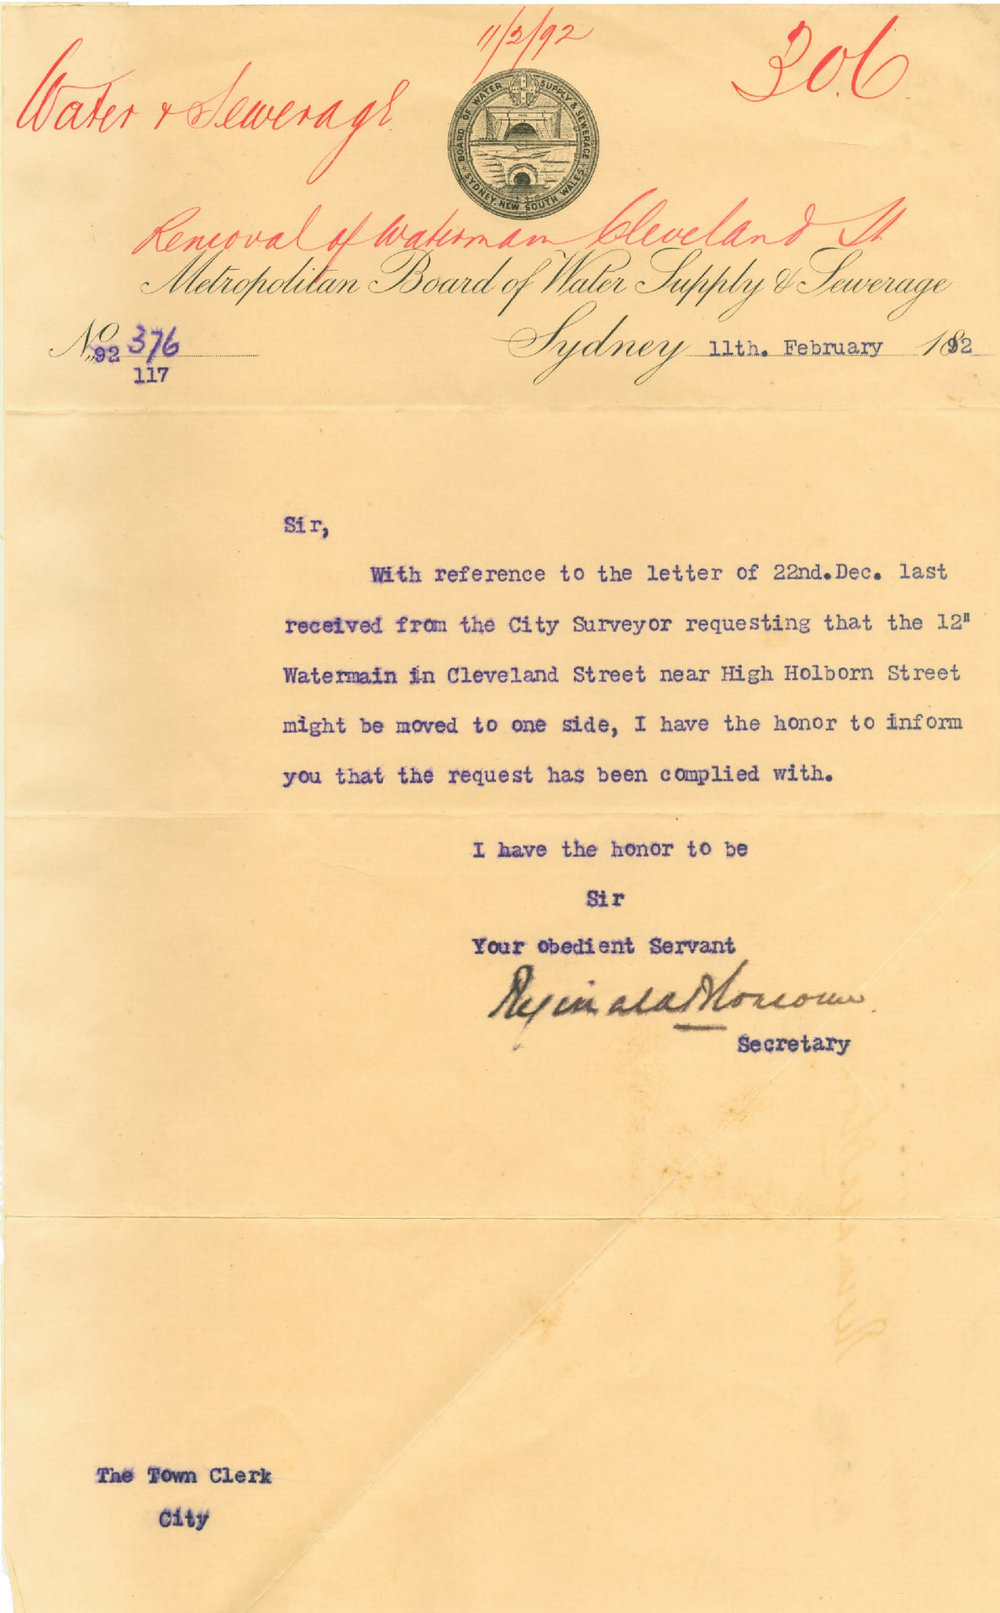 11/2/92
306
Water & Sewerage
BOARD OF WATER SUPPLY & SEWERAGE
SYDNEY, NEW SOUTH WALES
Removal of Watermain Cleveland St
Metropolitan Board of Water Supply & Sewerage
No. 92 376
117
Sydney 11th. February 1892
Sir,
With reference to the letter of 22nd.Dec. last
received from the City Surveyor requesting that the 12"
Watermain in Cleveland Street near High Holborn Street
might be moved to one side, I have the honor to inform
you that the request has been complied with.
I have the honor to be
Sir
Your obedient Servant
Reginald
Secretary
The Town Clerk
City